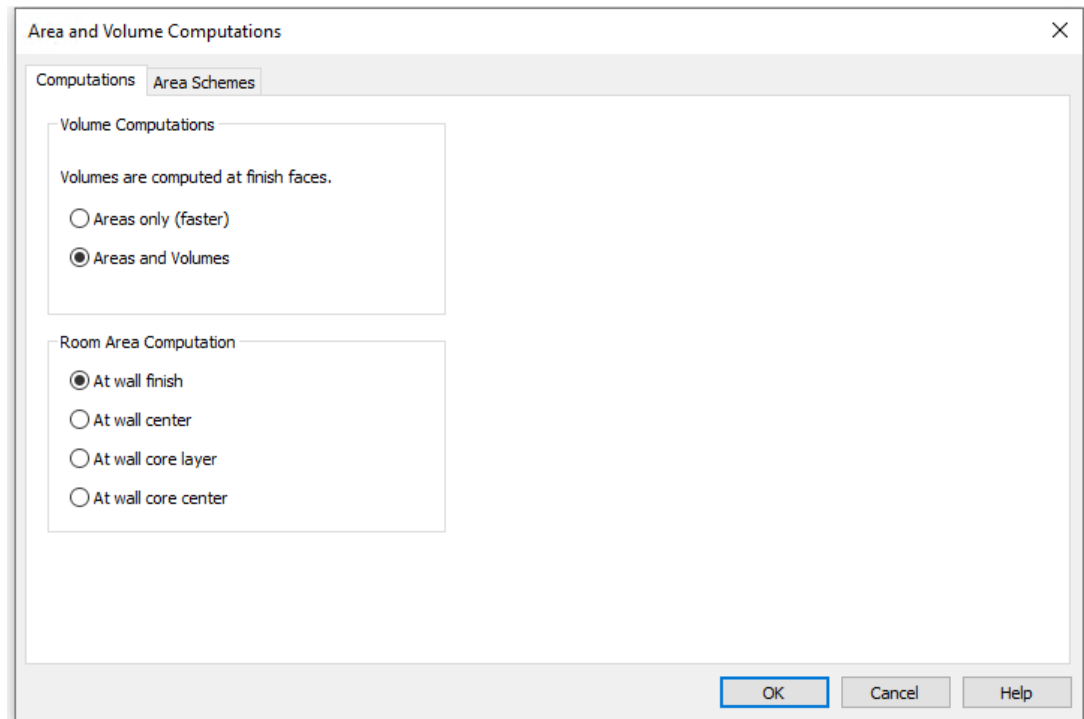 Area and Volume Computations
Computations
Area Schemes
Volume Computations
Volumes are computed at finish faces.
Areas only (faster)
Areas and Volumes
Room Area Computation
At wall finish
At wall center
At wall core layer
At wall core center
OK
Cancel
Help